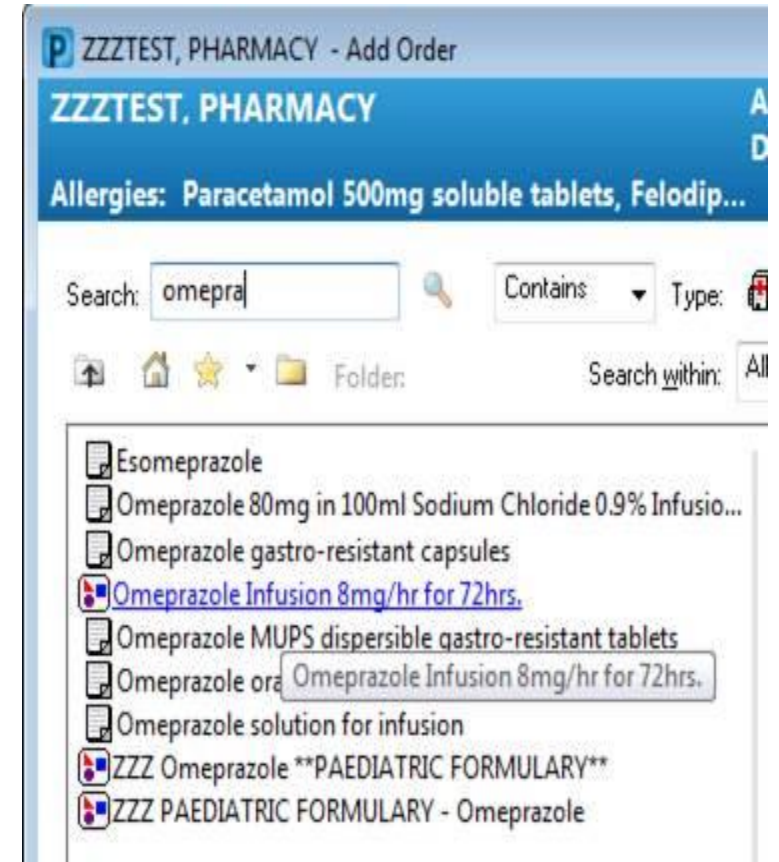 P ZZZTEST, PHARMACY - Add Order
ZZZTEST, PHARMACY
A
D
Allergies: Paracetamol 500mg soluble tablets, Felodip...
Search: omepra Contains Type:
Folder: Search within: All
Esomeprazole
Omeprazole 80mg in 100ml Sodium Chloride 0.9% Infusio...
Omeprazole gastro-resistant capsules
Omeprazole Infusion 8mg/hr for 72hrs.
Omeprazole MUPS dispersible gastro-resistant tablets
Omeprazole ora Omeprazole Infusion 8mg/hr for 72hrs.
Omeprazole solution for infusion
ZZZ Omeprazole **PAEDIATRIC FORMULARY**
ZZZ PAEDIATRIC FORMULARY - Omeprazole